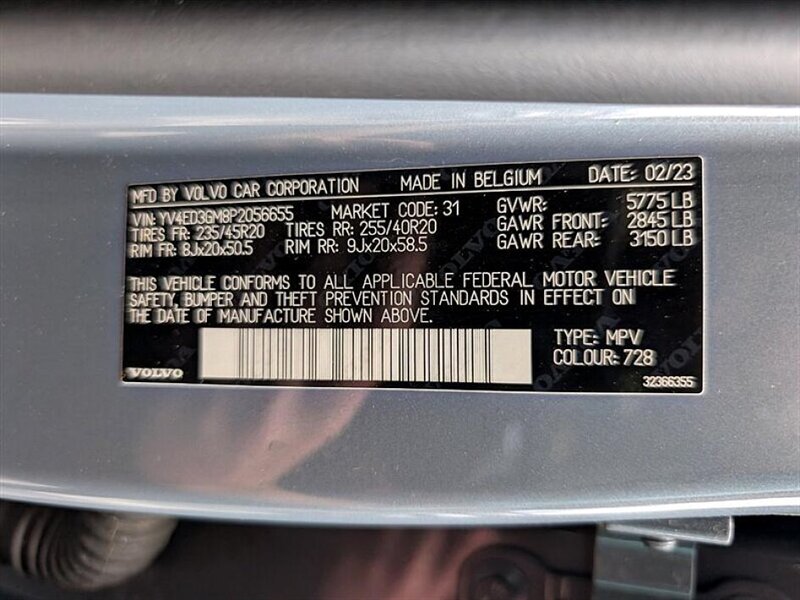 MFD BY VOLVO CAR CORPORATION MADE IN BELGIUM DATE: 02/23
VIN: YV4ED3GM8P2056655 MARKET CODE: 31 GVWR: 5775 LB
TIRES FR: 235/45R20 TIRES RR: 255/40R20 GAWR FRONT: 2845 LB
RIM FR: 8Jx20x50.5 RIM RR: 9Jx20x58.5 GAWR REAR: 3150 LB
THIS VEHICLE CONFORMS TO ALL APPLICABLE FEDERAL MOTOR VEHICLE
SAFETY, BUMPER AND THEFT PREVENTION STANDARDS IN EFFECT ON
THE DATE OF MANUFACTURE SHOWN ABOVE.
TYPE: MPV
COLOUR: 728
VOLVO 32366355